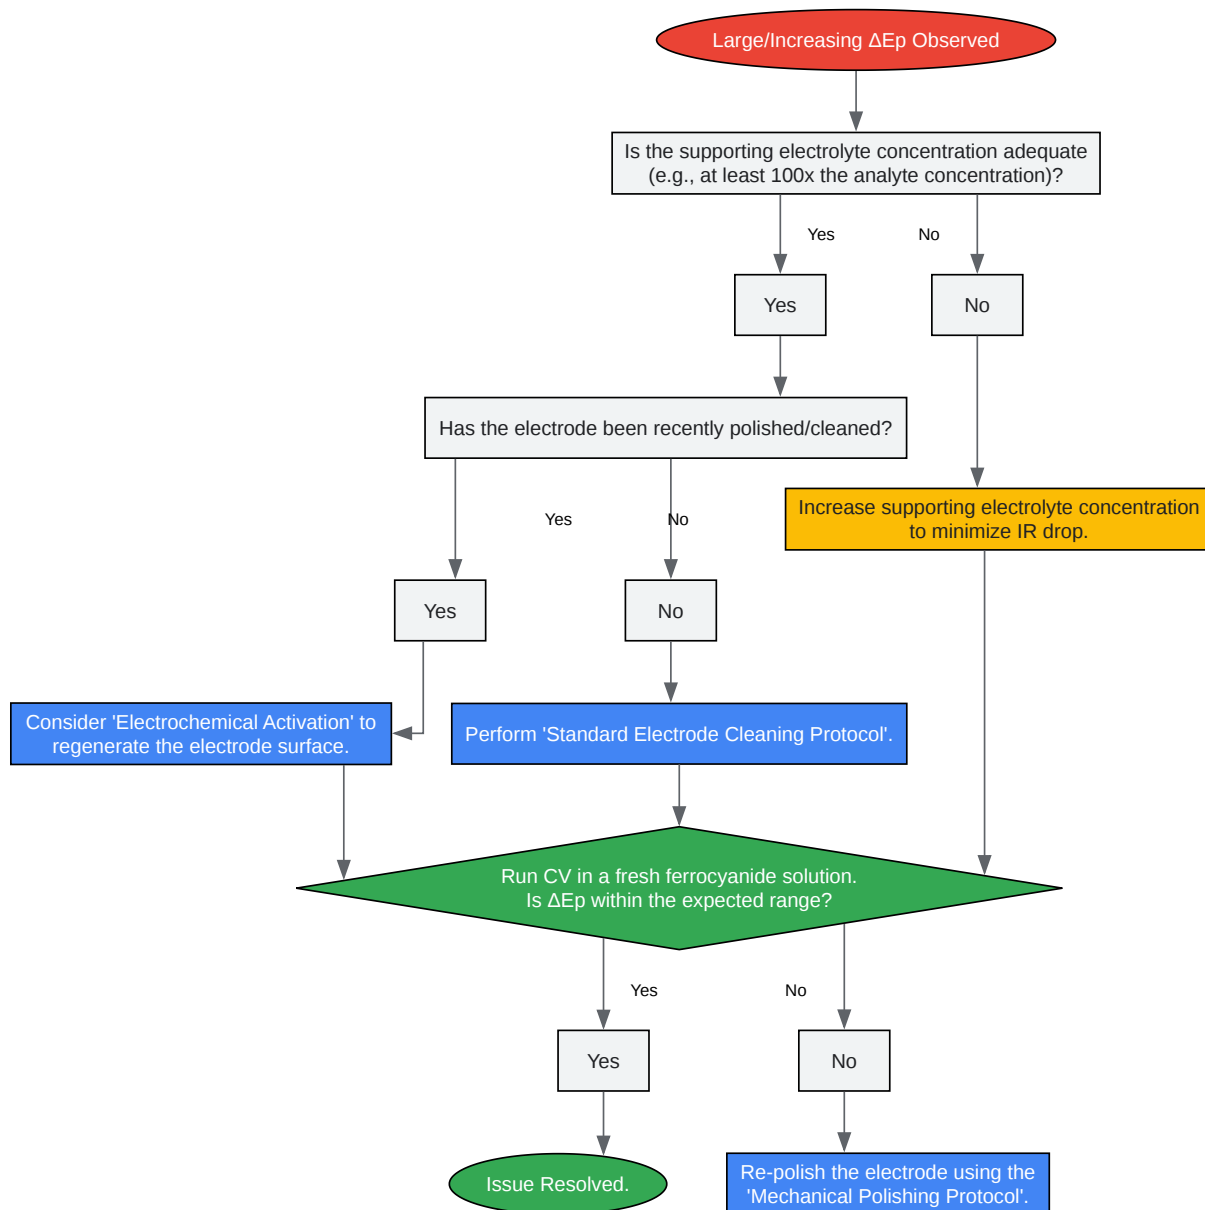 Large/Increasing ΔEp Observed
Is the supporting electrolyte concentration adequate
(e.g., at least 100x the analyte concentration)?
Yes
No
Yes
No
Has the electrode been recently polished/cleaned?
Increase supporting electrolyte concentration
to minimize IR drop.
Yes
No
Yes
No
Consider 'Electrochemical Activation' to
regenerate the electrode surface.
Perform 'Standard Electrode Cleaning Protocol'.
Run CV in a fresh ferrocyanide solution.
Is ΔEp within the expected range?
Yes
No
Yes
No
Issue Resolved.
Re-polish the electrode using the
'Mechanical Polishing Protocol'.